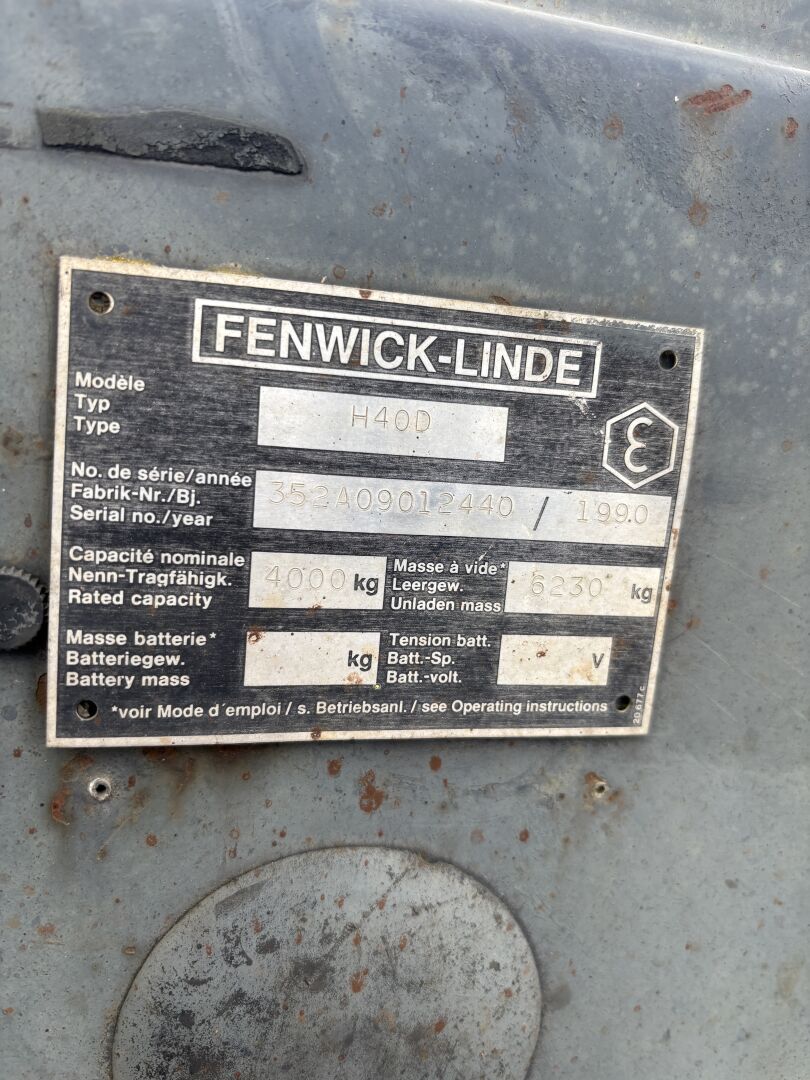 FENWICK-LINDE
Modèle
Typ
Type
H40D
ε
No. de série/année
Fabrik-Nr./Bj.
Serial no./year
352A09012440 / 1990
Capacité nominale
Nenn-Tragfähigk.
Rated capacity
4000 kg
Masse à vide*
Leergew.
Unladen mass
6230 kg
Masse batterie*
Batteriegew.
Battery mass
kg
Tension batt.
Batt.-Sp.
Batt.-volt.
V
*voir Mode d'emploi / s. Betriebsanl. / see Operating instructions
20 677 c